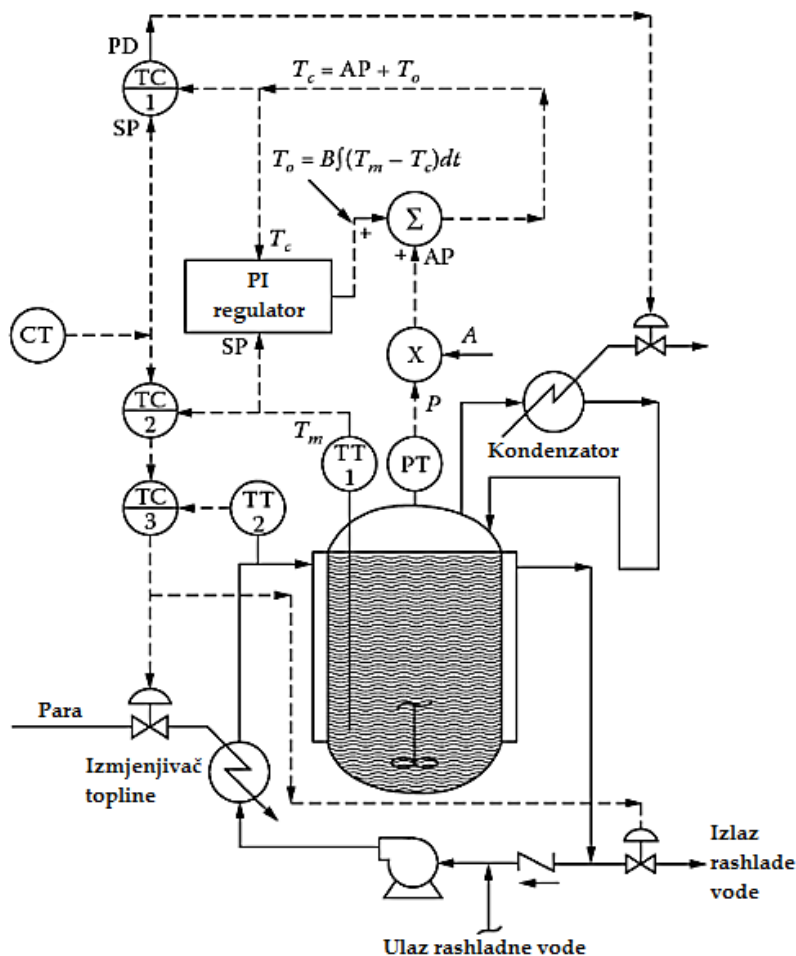 PD
TC
1
SP
T_c = AP + T_o
T_o = B∫(T_m – T_c)dt
Σ
+
+
AP
T_c
PI
regulator
SP
CT
X
A
P
TC
2
T_m
TT
1
PT
Kondenzator
TC
3
TT
2
Para
Izmjenjivač
topline
Izlaz
rashlade
vode
Ulaz rashladne vode